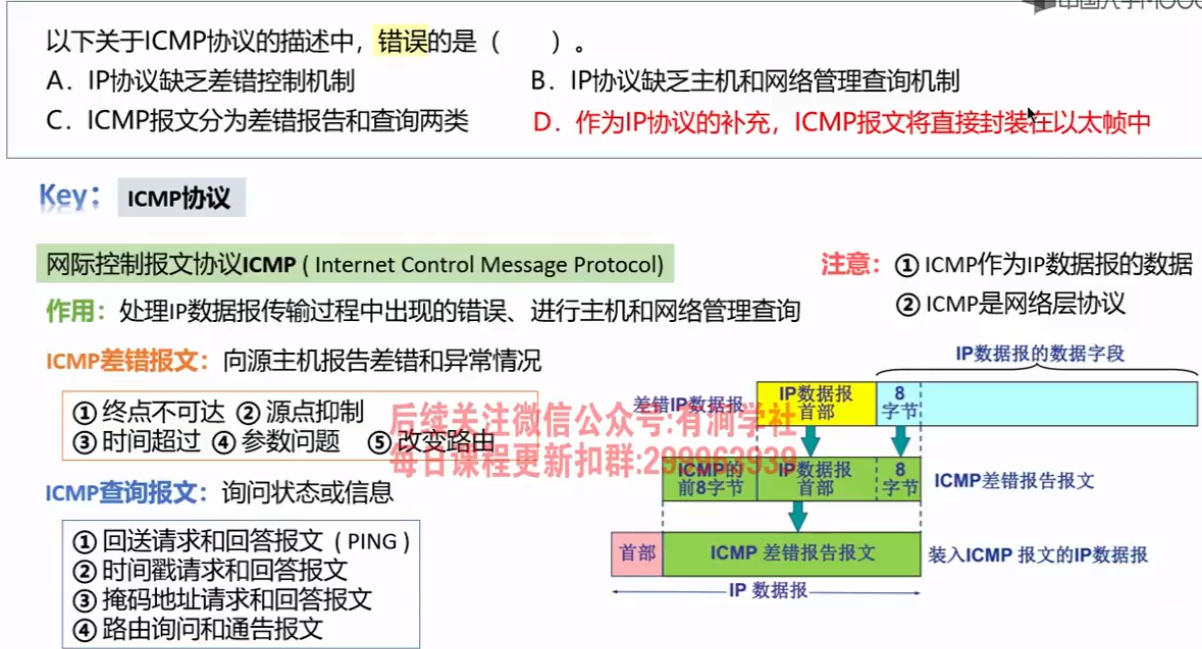 中国大学MOOC
以下关于ICMP协议的描述中，错误的是（　　）。
A. IP协议缺乏差错控制机制
B. IP协议缺乏主机和网络管理查询机制
C. ICMP报文分为差错报告和查询两类
D. 作为IP协议的补充，ICMP报文将直接封装在以太帧中
Key：
ICMP协议
网际控制报文协议ICMP ( Internet Control Message Protocol)
作用：处理IP数据报传输过程中出现的错误、进行主机和网络管理查询
注意：① ICMP作为IP数据报的数据
② ICMP是网络层协议
ICMP差错报文：向源主机报告差错和异常情况
① 终点不可达 ② 源点抑制
③ 时间超过 ④ 参数问题 ⑤ 改变路由
ICMP查询报文：询问状态或信息
① 回送请求和回答报文（PING）
② 时间戳请求和回答报文
③ 掩码地址请求和回答报文
④ 路由询问和通告报文
后续关注微信公众号:有涧学社
每日课程更新扣群:299963939
IP数据报的数据字段
差错IP数据报
IP数据报
首部
8
字节
ICMP的
前8字节
IP数据报
首部
8
字节
ICMP差错报告报文
首部
ICMP 差错报告报文
装入ICMP 报文的IP数据报
IP 数据报